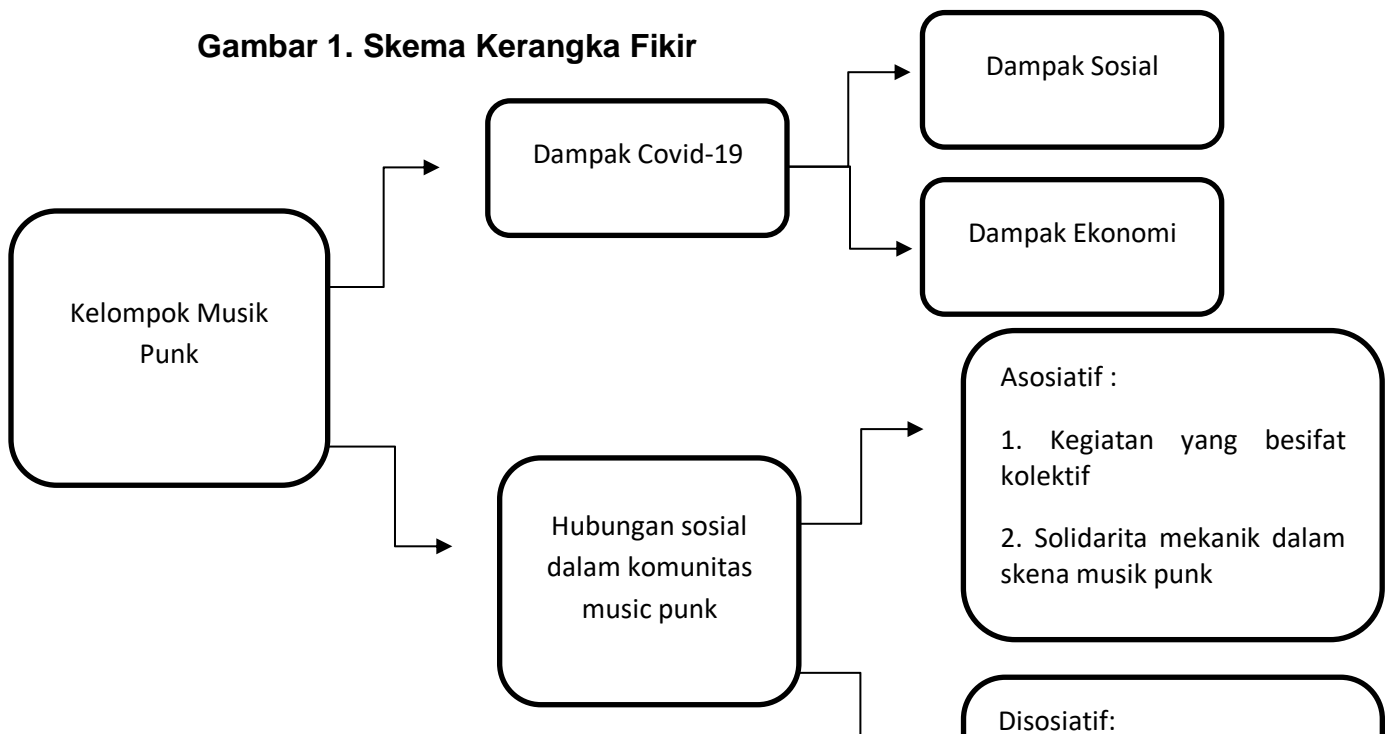 Gambar 1. Skema Kerangka Fikir
Dampak Sosial
Dampak Covid-19
Dampak Ekonomi
Kelompok Musik
Punk
Asosiatif :
1. Kegiatan yang besifat
kolektif
2. Solidarita mekanik dalam
skena musik punk
Hubungan sosial
dalam komunitas
music punk
Disosiatif: